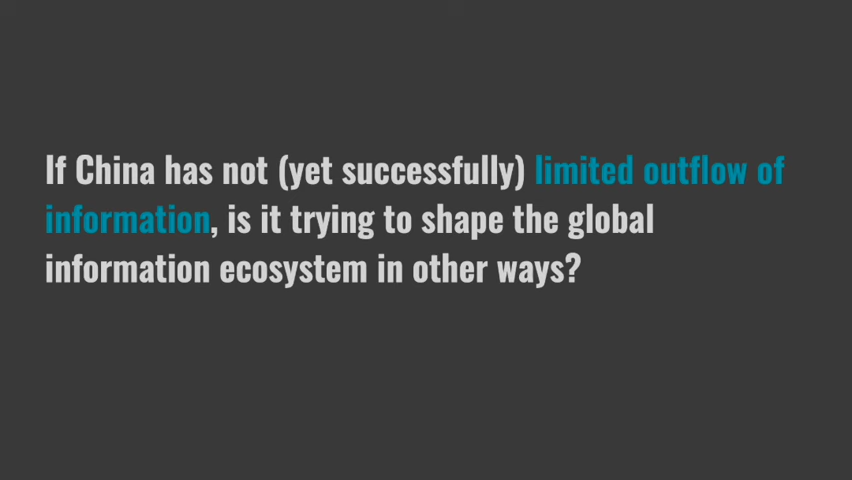 If China has not (yet successfully) limited outflow of
information, is it trying to shape the global
information ecosystem in other ways?